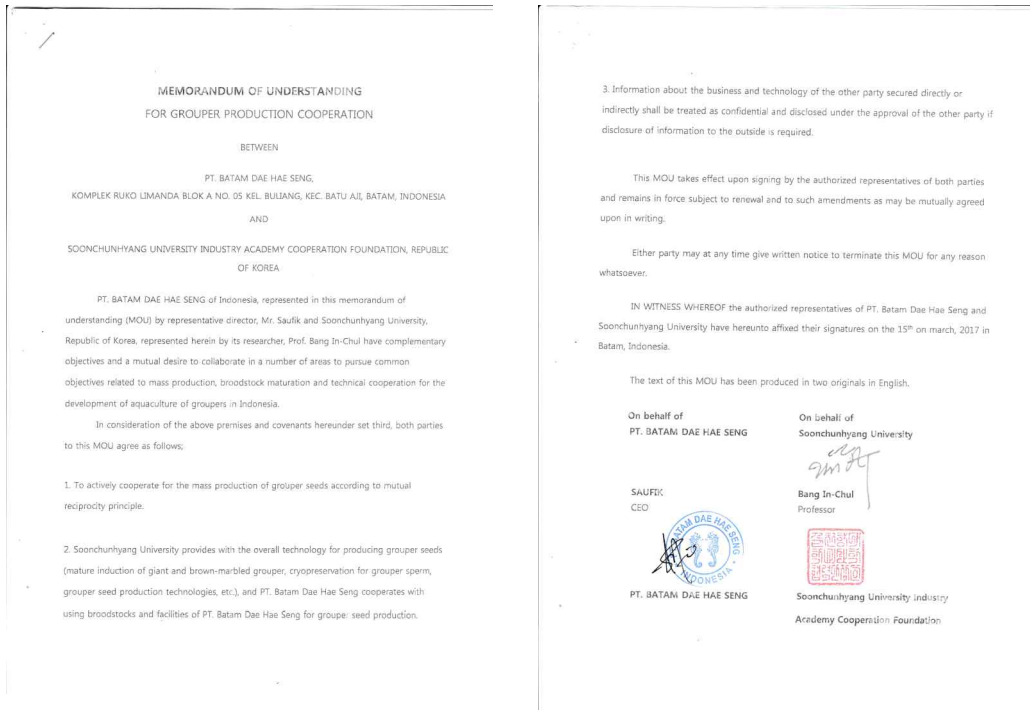 MEMORANDUM OF UNDERSTANDING
FOR GROUPER PRODUCTION COOPERATION
BETWEEN
PT. BATAM DAE HAE SENG,
KOMPLEK RUKO LIMANDA BLOK A NO. 05 KEL. BULIANG, KEC. BATU AJI, BATAM, INDONESIA
AND
SOONCHUNHYANG UNIVERSITY INDUSTRY ACADEMY COOPERATION FOUNDATION, REPUBLIC
OF KOREA
PT. BATAM DAE HAE SENG of Indonesia, represented in this memorandum of
understanding (MOU) by representative director, Mr. Saufik and Soonchunhyang University,
Republic of Korea, represented herein by its researcher, Prof. Bang In-Chul have complementary
objectives and a mutual desire to collaborate in a number of areas to pursue common
objectives related to mass production, broodstock maturation and technical cooperation for the
development of aquaculture of groupers in Indonesia.
In consideration of the above premises and covenants hereunder set third, both parties
to this MOU agree as follows;
1. To actively cooperate for the mass production of grouper seeds according to mutual
reciprocity principle.
2. Soonchunhyang University provides with the overall technology for producing grouper seeds
(mature induction of giant and brown-marbled grouper, cryopreservation for grouper sperm,
grouper seed production technologies, etc.), and PT. Batam Dae Hae Seng cooperates with
using broodstocks and facilities of PT. Batam Dae Hae Seng for grouper seed production.
3. Information about the business and technology of the other party secured directly or
indirectly shall be treated as confidential and disclosed under the approval of the other party if
disclosure of information to the outside is required.
This MOU takes effect upon signing by the authorized representatives of both parties
and remains in force subject to renewal and to such amendments as may be mutually agreed
upon in writing.
Either party may at any time give written notice to terminate this MOU for any reason
whatsoever.
IN WITNESS WHEREOF the authorized representatives of PT. Batam Dae Hae Seng and
Soonchunhyang University have hereunto affixed their signatures on the 15th on march, 2017 in
Batam, Indonesia.
The text of this MOU has been produced in two originals in English.
On behalf of
PT. BATAM DAE HAE SENG
SAUFIK
CEO
BATAM DAE HAE SENG
INDONESIA
PT. BATAM DAE HAE SENG
On behalf of
Soonchunhyang University
Bang In-Chul
Professor
Soonchunhyang University Industry
Academy Cooperation Foundation